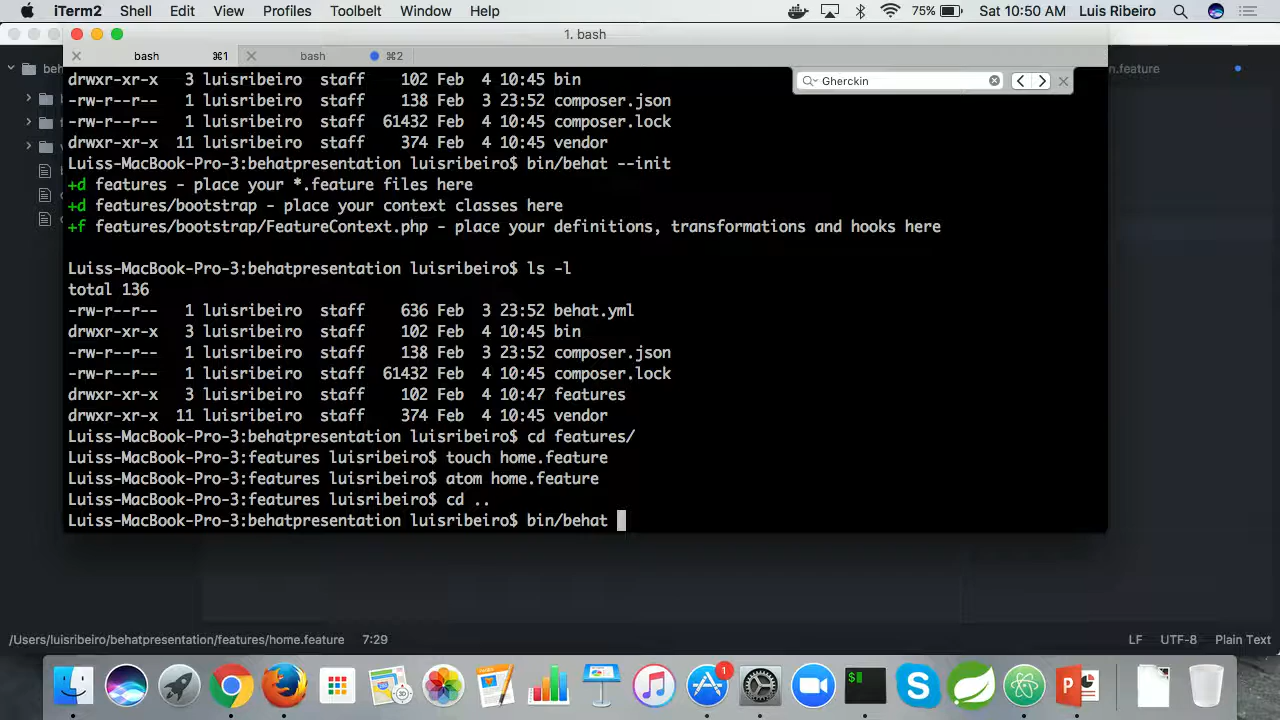 iTerm2 Shell Edit View Profiles Toolbelt Window Help 75% Sat 10:50 AM Luis Ribeiro
1. bash
bash ⌘1 bash ⌘2
beh
n.feature
Gherckin
drwxr-xr-x 3 luisribeiro staff 102 Feb 4 10:45 bin
-rw-r--r-- 1 luisribeiro staff 138 Feb 3 23:52 composer.json
-rw-r--r-- 1 luisribeiro staff 61432 Feb 4 10:45 composer.lock
drwxr-xr-x 11 luisribeiro staff 374 Feb 4 10:45 vendor
Luiss-MacBook-Pro-3:behatpresentation luisribeiro$ bin/behat --init
+d features - place your *.feature files here
+d features/bootstrap - place your context classes here
+f features/bootstrap/FeatureContext.php - place your definitions, transformations and hooks here
Luiss-MacBook-Pro-3:behatpresentation luisribeiro$ ls -l
total 136
-rw-r--r-- 1 luisribeiro staff 636 Feb 3 23:52 behat.yml
drwxr-xr-x 3 luisribeiro staff 102 Feb 4 10:45 bin
-rw-r--r-- 1 luisribeiro staff 138 Feb 3 23:52 composer.json
-rw-r--r-- 1 luisribeiro staff 61432 Feb 4 10:45 composer.lock
drwxr-xr-x 3 luisribeiro staff 102 Feb 4 10:47 features
drwxr-xr-x 11 luisribeiro staff 374 Feb 4 10:45 vendor
Luiss-MacBook-Pro-3:behatpresentation luisribeiro$ cd features/
Luiss-MacBook-Pro-3:features luisribeiro$ touch home.feature
Luiss-MacBook-Pro-3:features luisribeiro$ atom home.feature
Luiss-MacBook-Pro-3:features luisribeiro$ cd ..
Luiss-MacBook-Pro-3:behatpresentation luisribeiro$ bin/behat
/Users/luisribeiro/behatpresentation/features/home.feature 7:29 LF UTF-8 Plain Text
1